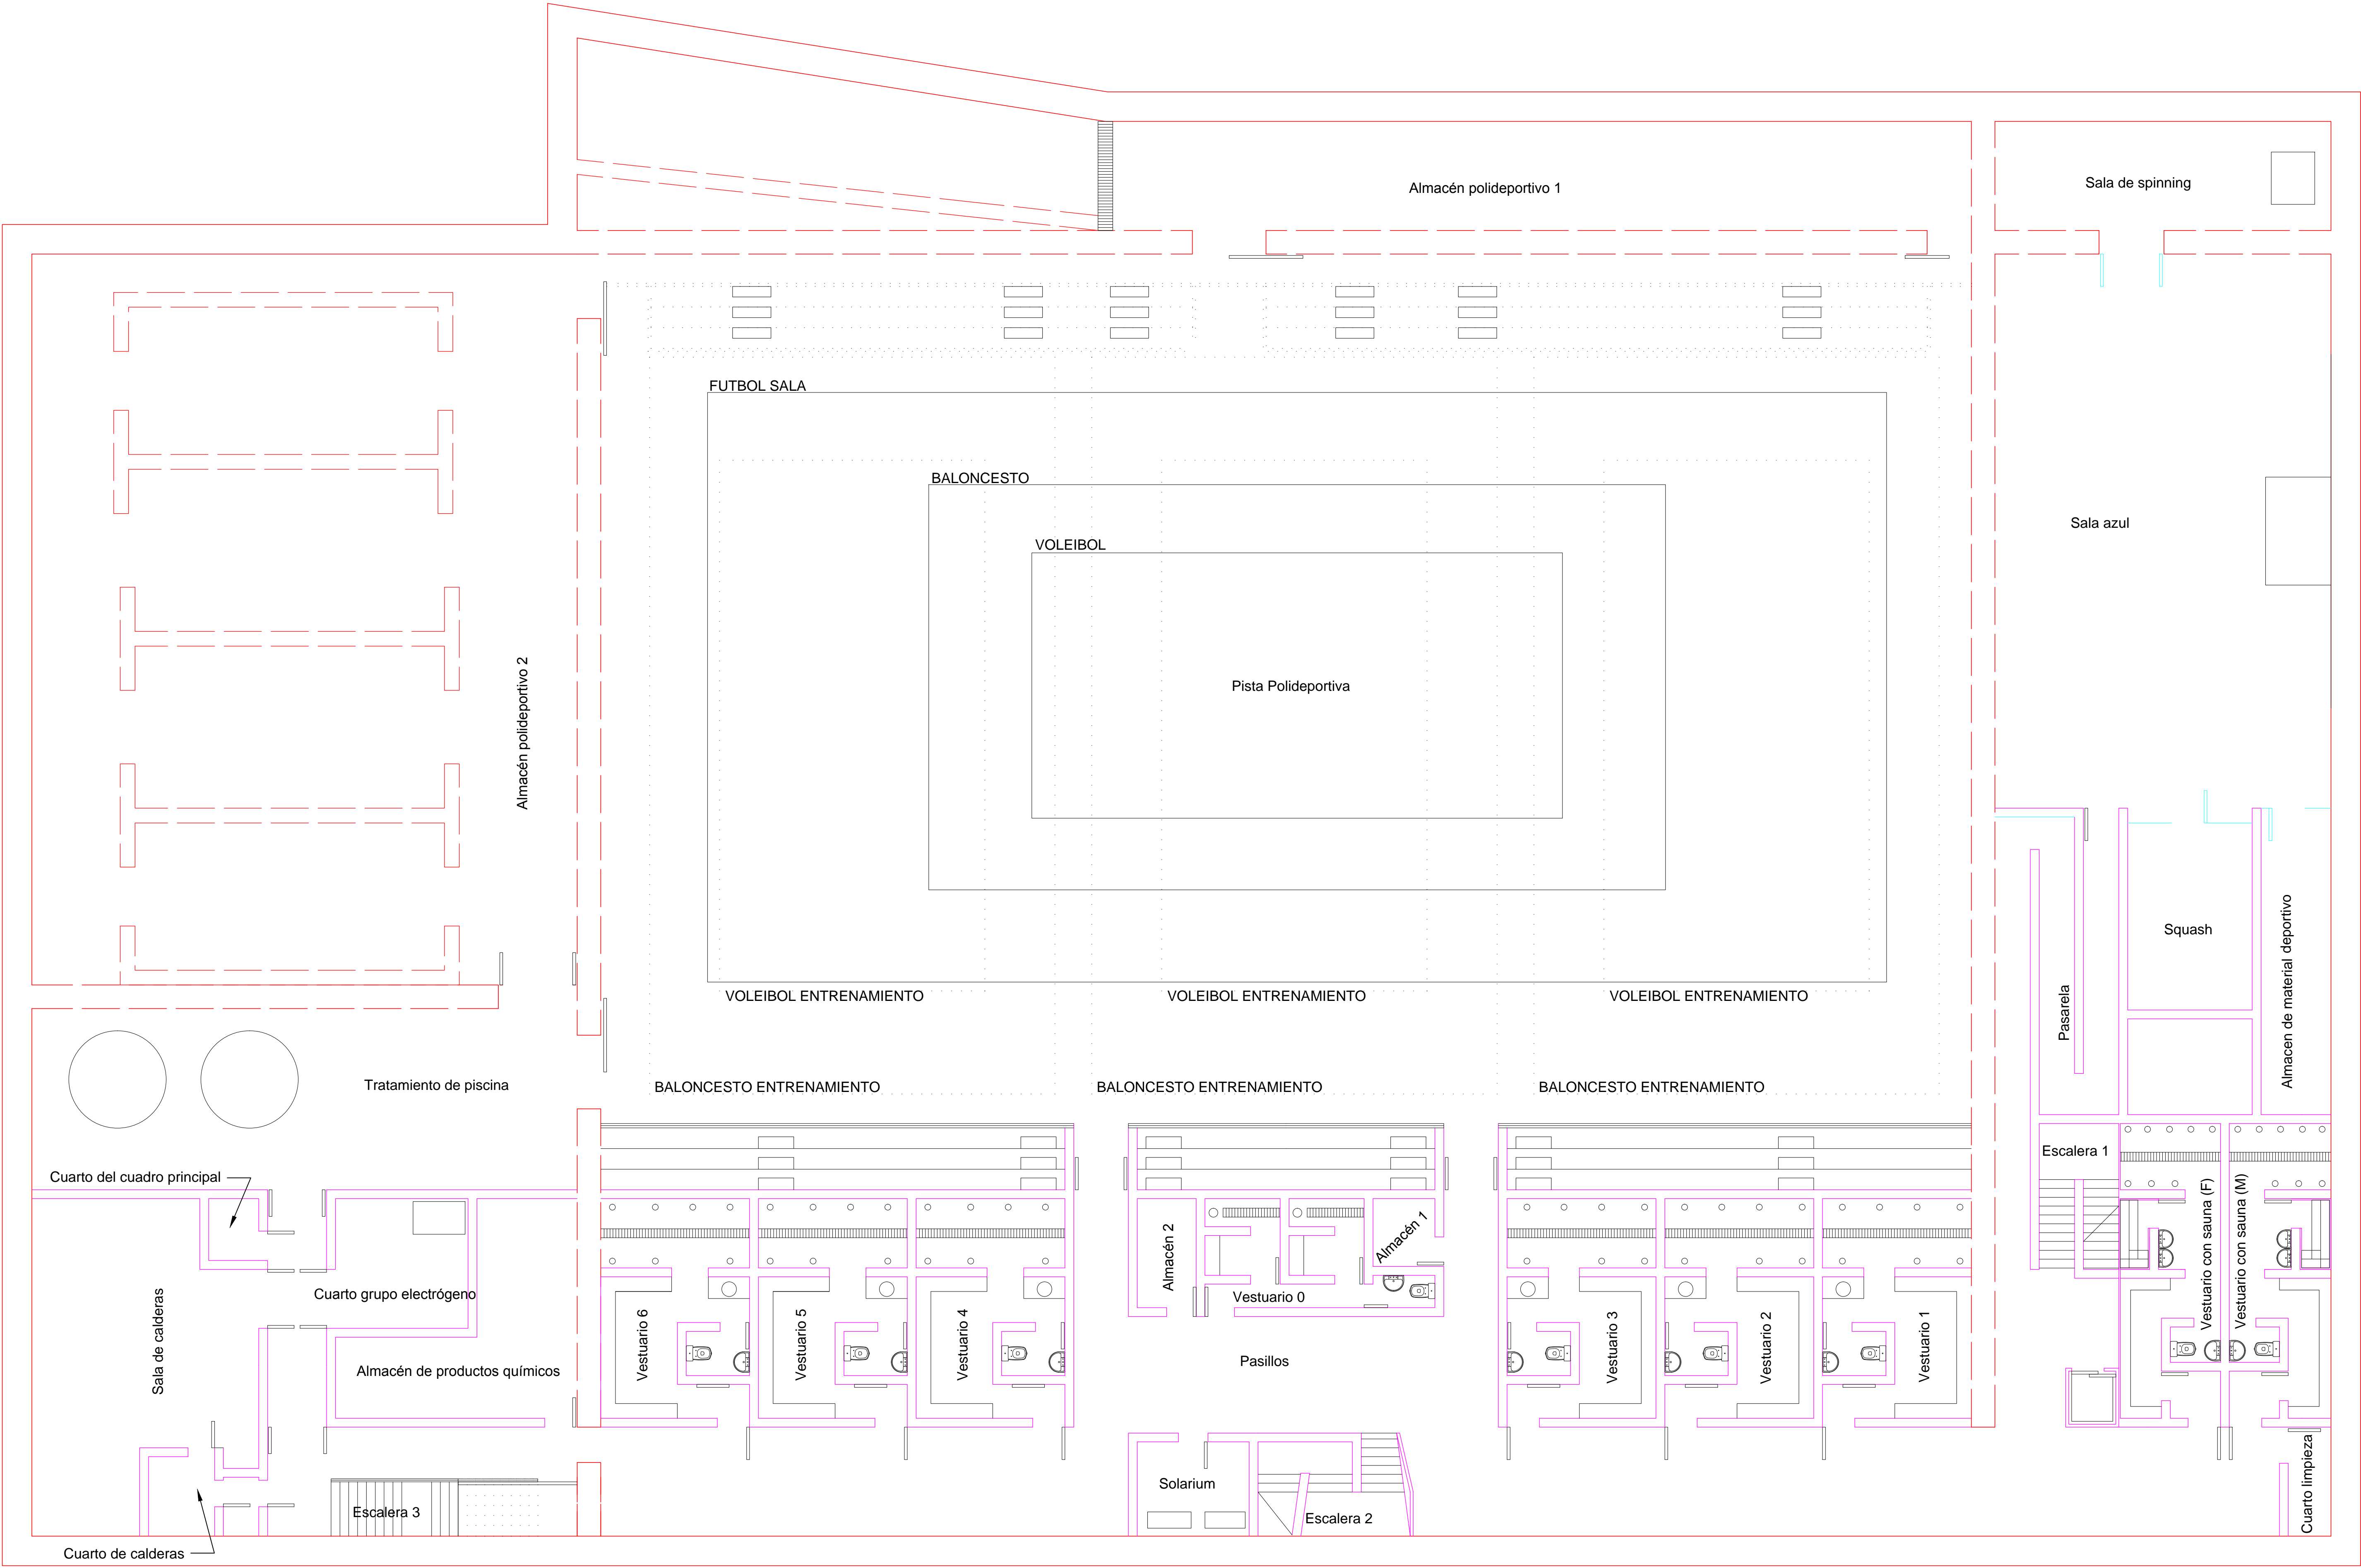 Almacén polideportivo 1
Sala de spinning
FUTBOL SALA
BALONCESTO
VOLEIBOL
Sala azul
Pista Polideportiva
Almacén polideportivo 2
Squash
Almacen de material deportivo
Pasarela
VOLEIBOL ENTRENAMIENTO
VOLEIBOL ENTRENAMIENTO
VOLEIBOL ENTRENAMIENTO
Tratamiento de piscina
BALONCESTO ENTRENAMIENTO
BALONCESTO ENTRENAMIENTO
BALONCESTO ENTRENAMIENTO
Escalera 1
Cuarto del cuadro principal
Almacén 2
Almacén 1
Vestuario con sauna (F)
Vestuario con sauna (M)
Cuarto grupo electrógeno
Vestuario 0
Sala de calderas
Vestuario 6
Vestuario 5
Vestuario 4
Vestuario 3
Vestuario 2
Vestuario 1
Pasillos
Almacén de productos químicos
Solarium
Cuarto limpieza
Escalera 3
Escalera 2
Cuarto de calderas